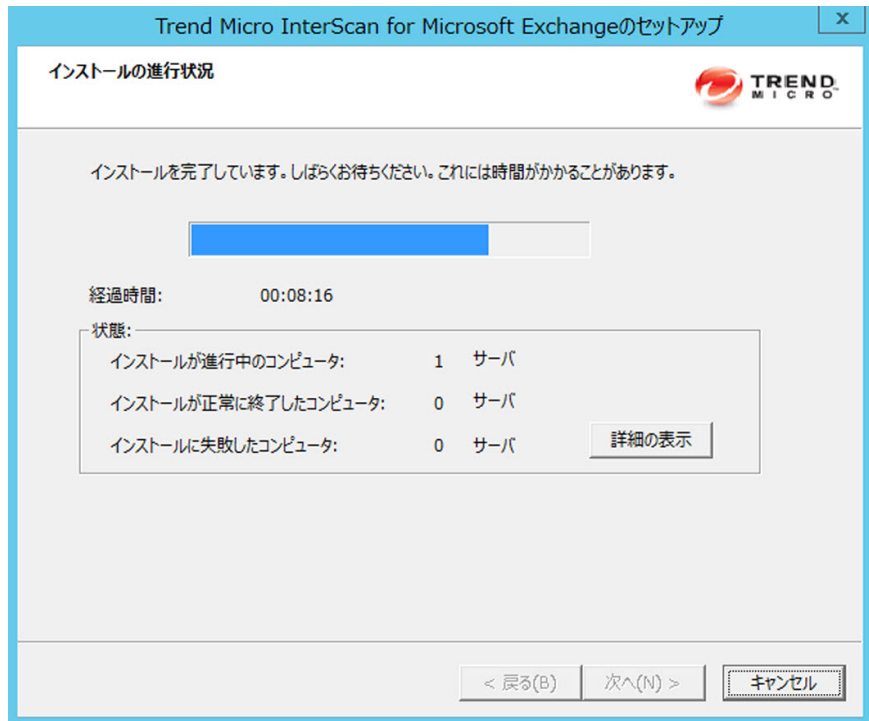 Trend Micro InterScan for Microsoft Exchangeのセットアップ
x
インストールの進行状況
TREND
MICRO
インストールを完了しています。しばらくお待ちください。これには時間がかかることがあります。
経過時間: 00:08:16
状態:
インストールが進行中のコンピュータ: 1 サーバ
インストールが正常に終了したコンピュータ: 0 サーバ
インストールに失敗したコンピュータ: 0 サーバ 詳細の表示
< 戻る(B) 次へ(N) > キャンセル